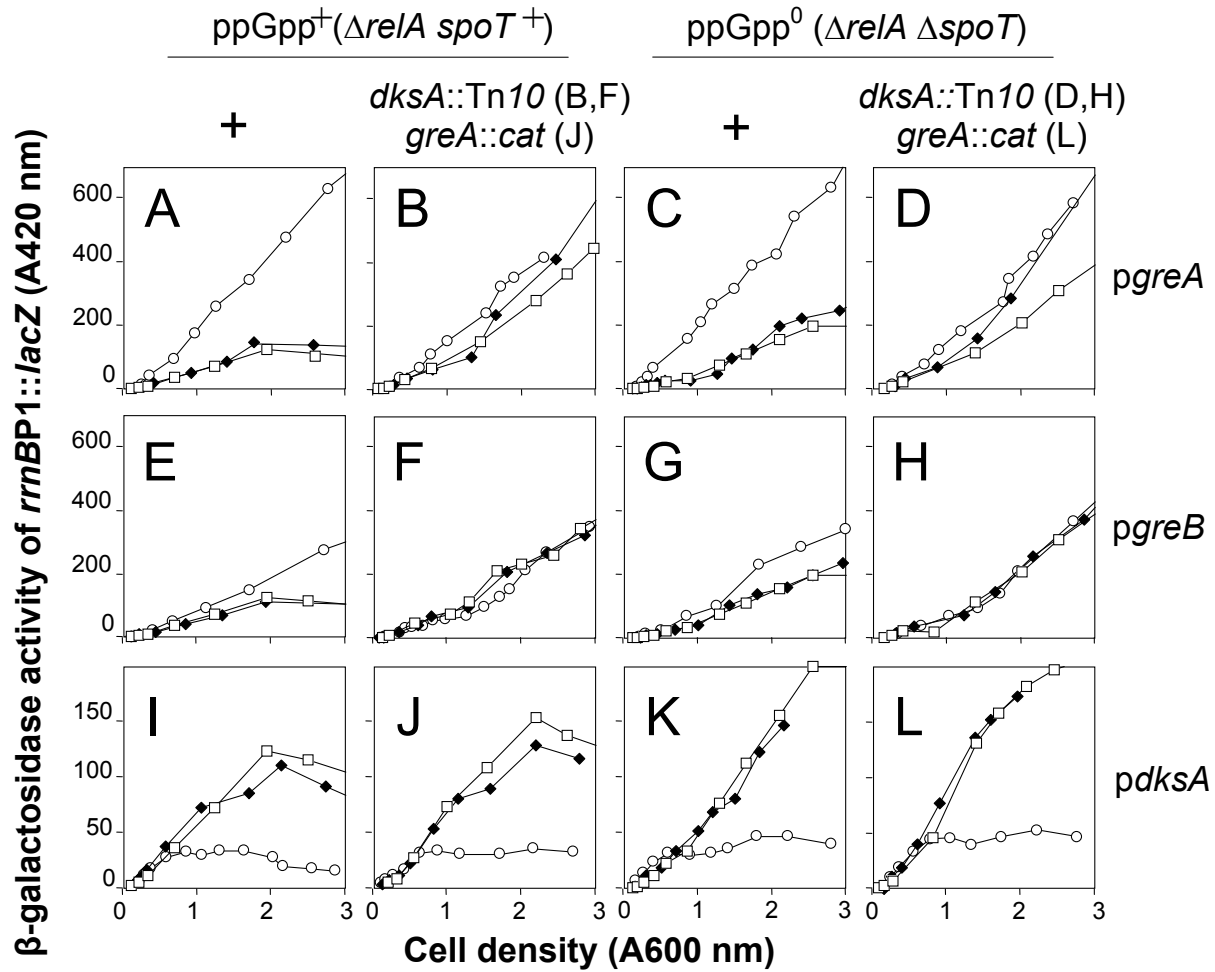 ppGpp⁺(ΔrelA spoT⁺) ppGpp⁰ (ΔrelA ΔspoT)
dksA::Tn10 (B,F) dksA::Tn10 (D,H)
+ greA::cat (J) + greA::cat (L)
β-galactosidase activity of rrnBP1::lacZ (A420 nm)
A B C D
600
400
200
0
pgreA
E F G H
600
400
200
0
pgreB
I J K L
150
100
50
0
pdksA
0 1 2 3 0 1 2 3 0 1 2 3 0 1 2 3
Cell density (A600 nm)